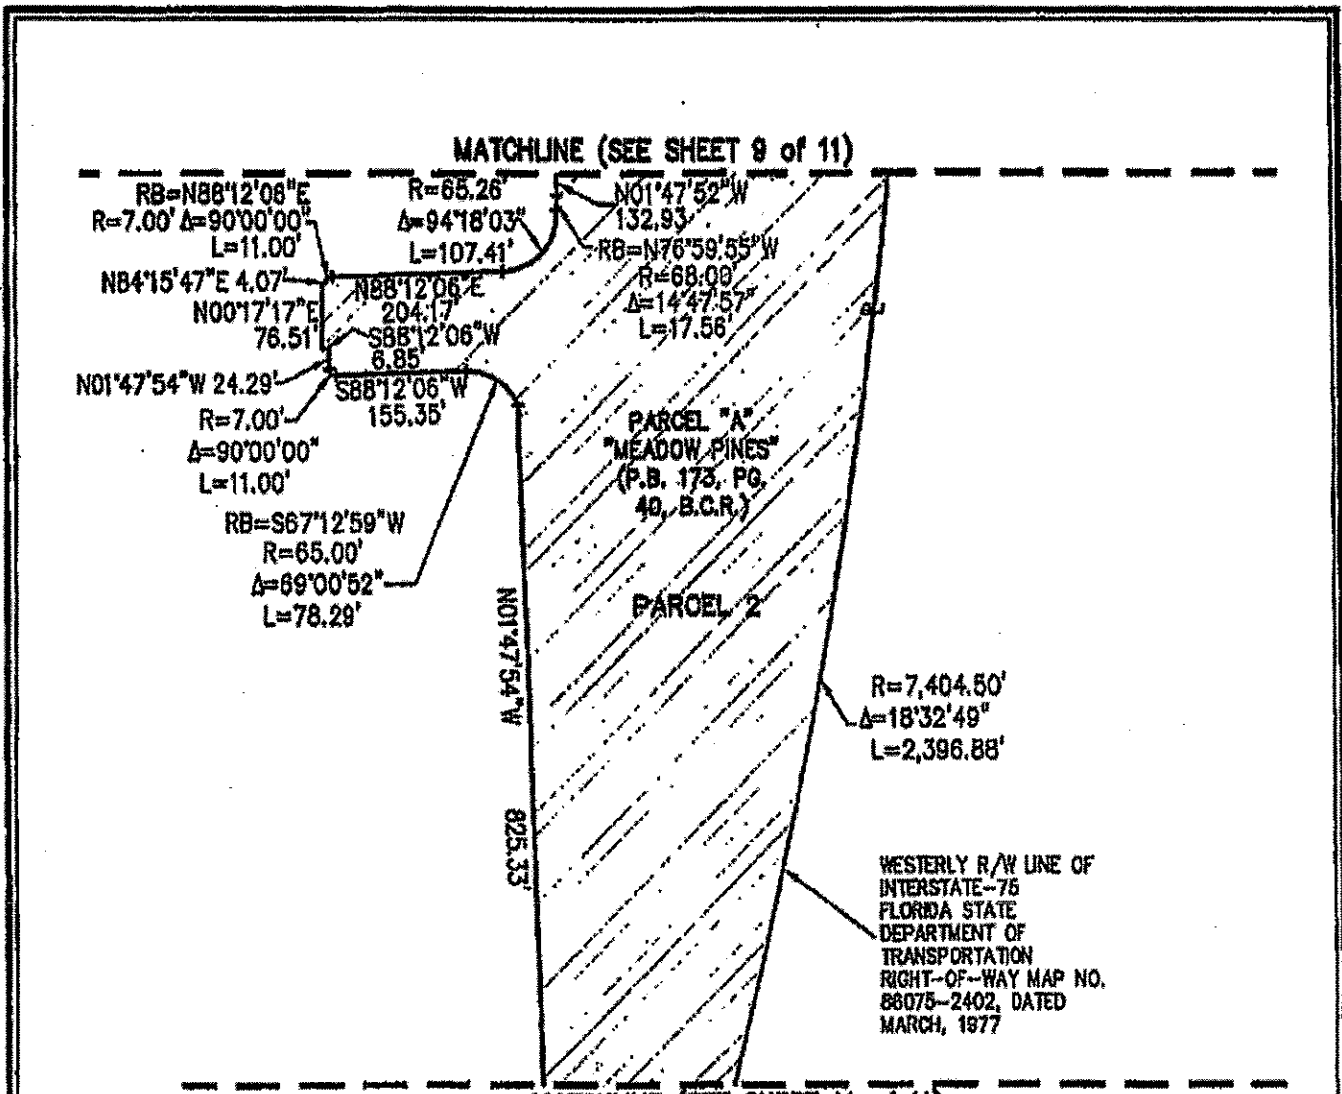 MATCHLINE (SEE SHEET 9 of 11)
RB=N88°12'06"E
R=7.00' Δ=90°00'00"
L=11.00'
R=65.26'
Δ=94°18'03"
L=107.41'
N01°47'52"W
132.93
RB=N76°59'55"W
R=68.00'
Δ=14°47'57"
L=17.56'
N84°15'47"E 4.07'
N88°12'06"E
204.17'
N00°17'17"E
76.51'
S88°12'06"W
6.85'
N01°47'54"W 24.29'
S88°12'06"W
155.35'
R=7.00'
Δ=90°00'00"
L=11.00'
RB=S67°12'59"W
R=65.00'
Δ=69°00'52"
L=78.29'
PARCEL "A"
"MEADOW PINES"
(P.B. 173, PG.
40, B.C.R.)
PARCEL 2
N01°47'54"W
825.33'
R=7,404.50'
Δ=18°32'49"
L=2,396.88'
WESTERLY R/W LINE OF
INTERSTATE-75
FLORIDA STATE
DEPARTMENT OF
TRANSPORTATION
RIGHT-OF-WAY MAP NO.
86075-2402, DATED
MARCH, 1977